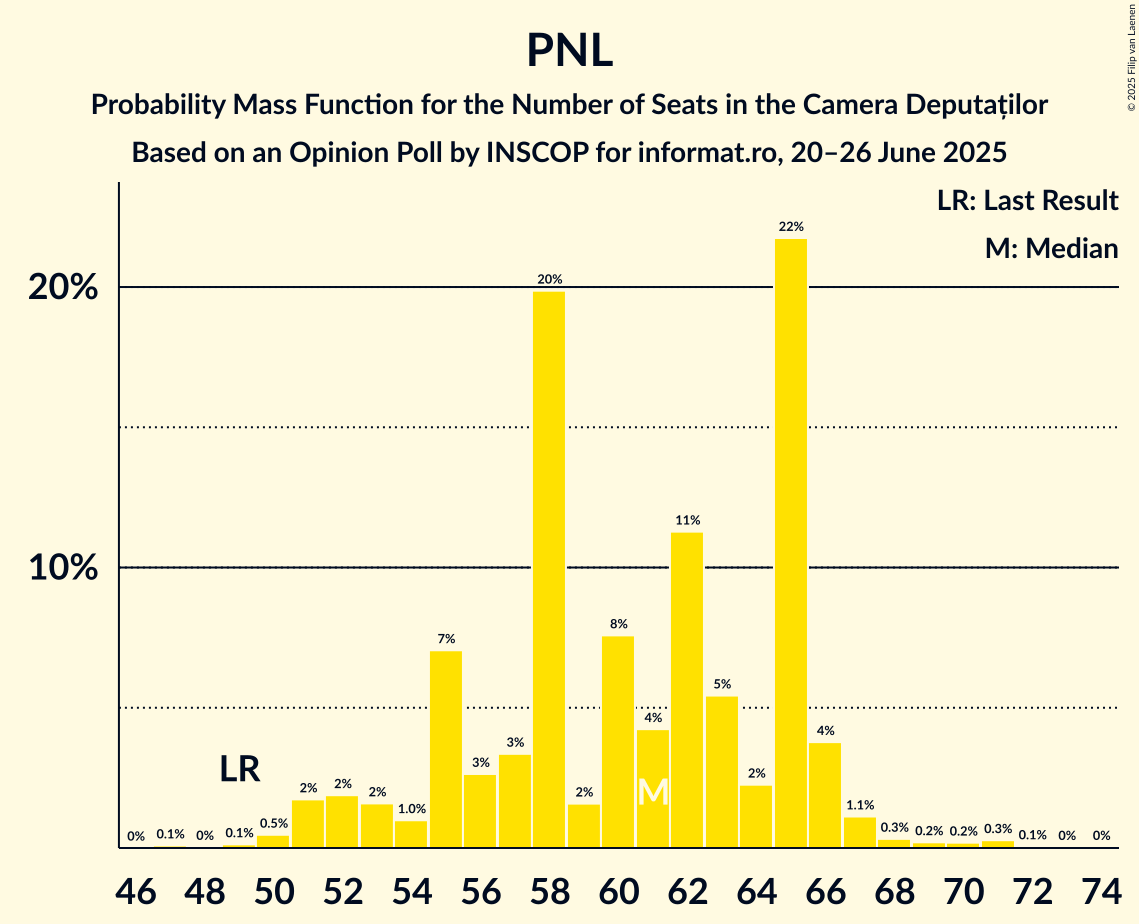 PNL
Probability Mass Function for the Number of Seats in the Camera Deputaților
Based on an Opinion Poll by INSCOP for informat.ro, 20–26 June 2025
© 2025 Filip van Laenen
LR: Last Result
M: Median
20%
10%
0% 0.1% 0% 0.1% 0.5% 2% 2% 2% 1.0% 7% 3% 3% 20% 2% 8% 4% 11% 5% 2% 22% 4% 1.1% 0.3% 0.2% 0.2% 0.3% 0.1% 0% 0%
LR
M
46 48 50 52 54 56 58 60 62 64 66 68 70 72 74